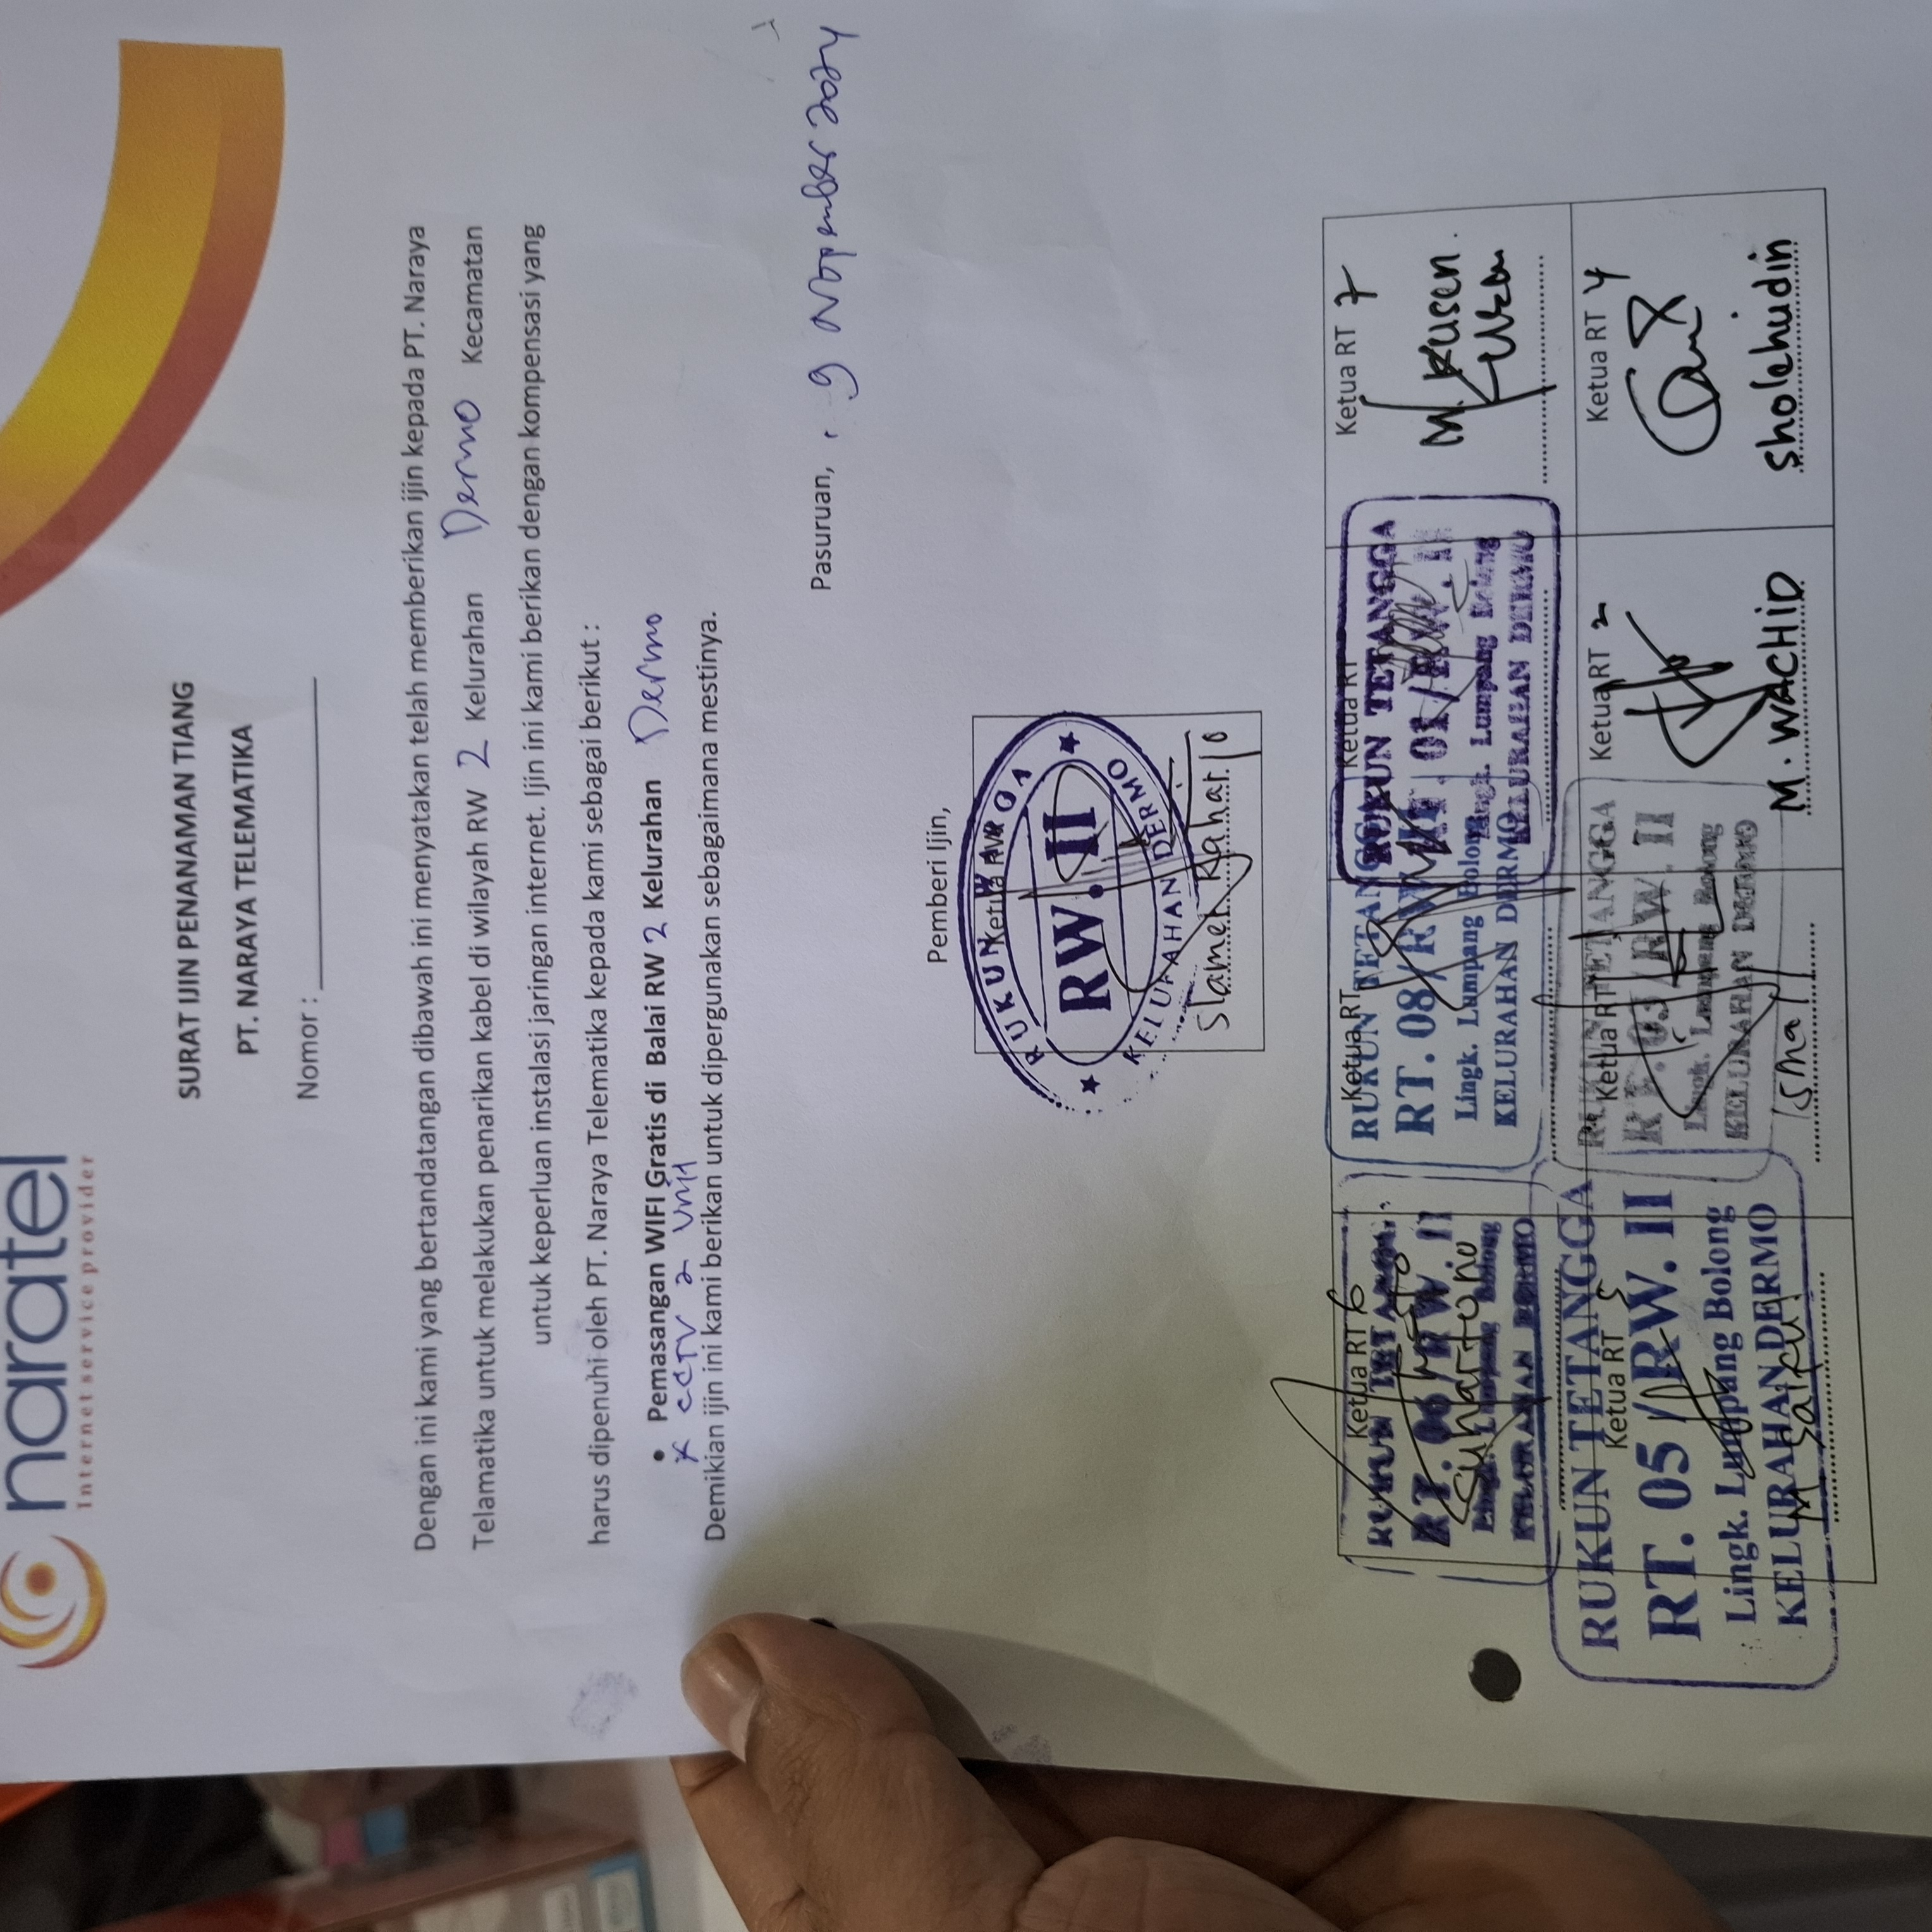 naratel
Internet service provider
SURAT IJIN PENANAMAN TIANG
PT. NARAYA TELEMATIKA
Nomor :
Dengan ini kami yang bertandatangan dibawah ini menyatakan telah memberikan ijin kepada PT. Naraya
Telamatika untuk melakukan penarikan kabel di wilayah RW 2 Kelurahan Dermo Kecamatan
untuk keperluan instalasi jaringan internet. Ijin ini kami berikan dengan kompensasi yang
harus dipenuhi oleh PT. Naraya Telematika kepada kami sebagai berikut :
• Pemasangan WIFI Gratis di Balai RW 2 Kelurahan Dermo
x CCTV 2 Unit
Demikian ijin ini kami berikan untuk dipergunakan sebagaimana mestinya.
Pasuruan, 9 Nopember 2024
Pemberi Ijin,
Ketua RW
RUKUN WARGA
RW. II
KELURAHAN DERMO
Slamet Raharjo
Ketua RT 6
RUKUN TETANGGA
RT. 06/RW. II
Lingk. Lumpang Bolong
KELURAHAN DERMO
Suhartono
Ketua RT
RUKUN TETANGGA
RT. 08/RW. II
Lingk. Lumpang Bolong
KELURAHAN DERMO
Ketua RT
RUKUN TETANGGA
RT. 01/RW. II
Lingk. Lumpang Bolong
KELURAHAN DERMO
Ketua RT 7
M. Kusen
Ketua RT 5
RUKUN TETANGGA
RT. 05/RW. II
Lingk. Lumpang Bolong
KELURAHAN DERMO
M Saiful
Ketua RT
RUKUN TETANGGA
RT. 03/RW. II
Lingk. Lumpang Bolong
KELURAHAN DERMO
Ismail
Ketua RT 2
M. WACHID
Ketua RT 4
Sholehudin